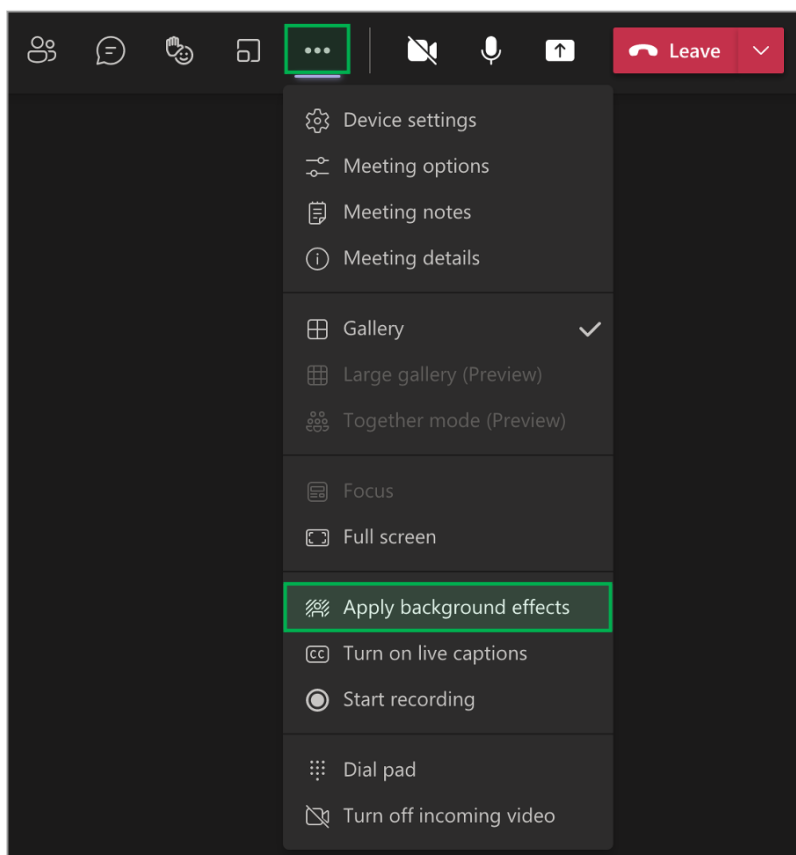 Leave
Device settings
Meeting options
Meeting notes
Meeting details
Gallery
Large gallery (Preview)
Together mode (Preview)
Focus
Full screen
Apply background effects
CC Turn on live captions
Start recording
Dial pad
Turn off incoming video